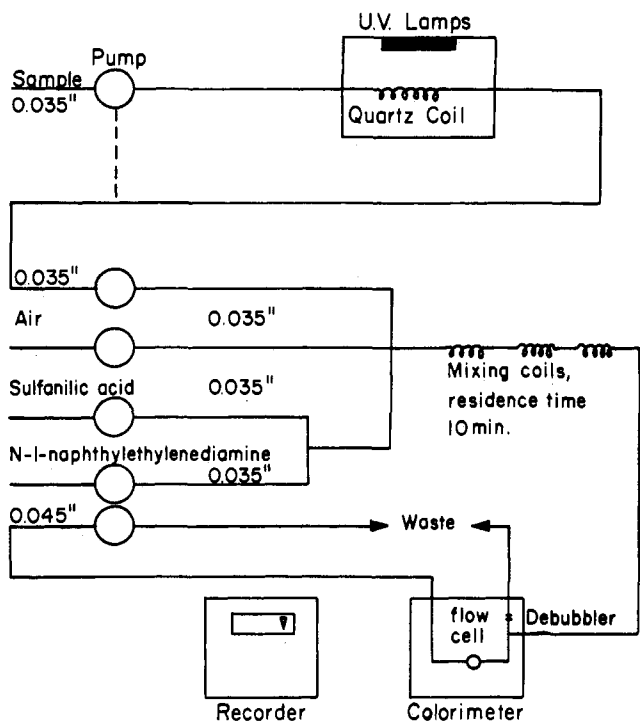 U.V. Lamps
Pump
Sample
0.035"
Quartz Coil
0.035"
Air
0.035"
Sulfanilic acid
0.035"
Mixing coils,
residence time
10 min.
N-1-naphthylethylenediamine
0.035"
0.045"
Waste
flow
cell
Debubbler
Recorder
Colorimeter